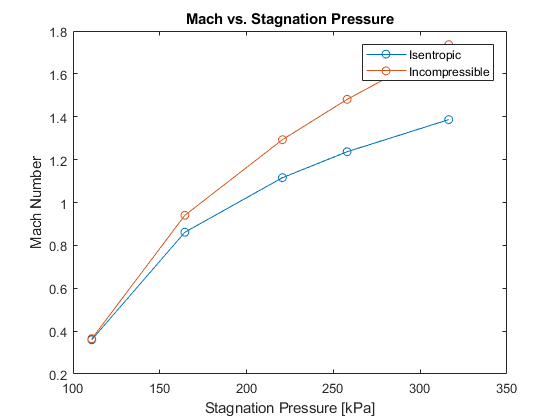 Mach vs. Stagnation Pressure
1.8
1.6
1.4
1.2
1
0.8
0.6
0.4
0.2
Mach Number
Isentropic
Incompressible
100 150 200 250 300 350
Stagnation Pressure [kPa]